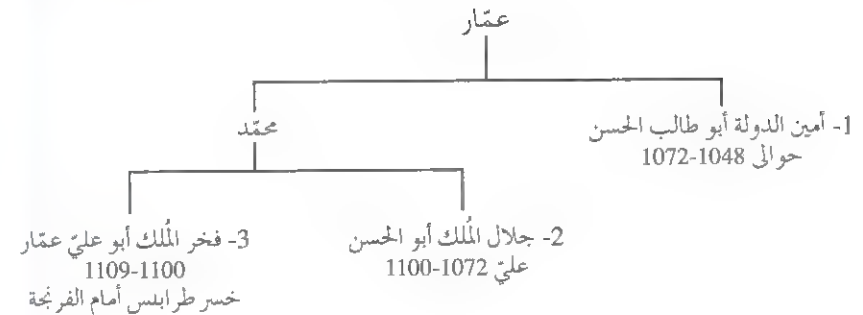 عمّار
1- أمين الدولة أبو طالب الحسن
حوالى 1048-1072
محمّد
2- جلال المُلك أبو الحسن
عليّ 1072-1100
3- فخر المُلك أبو عليّ عمّار
1100-1109
خسر طرابلس أمام الفرنجة